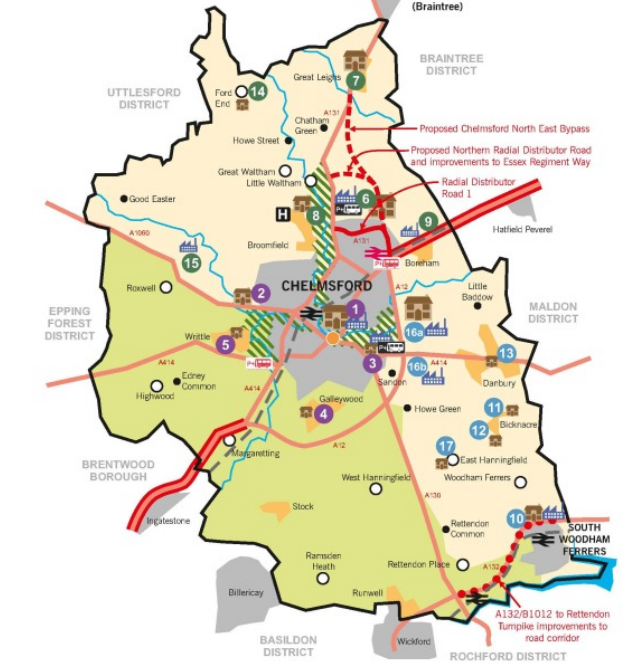 (Braintree)
BRAINTREE
DISTRICT
UTTLESFORD
DISTRICT
Great Leighs
7
Ford
End
14
A131
Chatham
Green
Howe Street
Proposed Chelmsford North East Bypass
Proposed Northern Radial Distributor Road
and improvements to Essex Regiment Way
Great Waltham
Little Waltham
Radial Distributor
Road 1
Good Easter
H
8
6
9
Hatfield Peverel
A1060
A131
Broomfield
15
Boreham
Roxwell
CHELMSFORD
A12
Little
Baddow
2
1
MALDON
DISTRICT
EPPING
FOREST
DISTRICT
16a
Writtle
5
3
A414
16b
13
A414
Sandon
Danbury
Edney
Common
Highwood
A414
Galleywood
4
Howe Green
11
Bicknacre
12
A12
17
Margaretting
East Hanningfield
BRENTWOOD
BOROUGH
West Hanningfield
Woodham Ferrers
A130
Ingatestone
Stock
10
Rettendon
Common
SOUTH
WOODHAM
FERRERS
Ramsden
Heath
Rettendon Place
A132
Billericay
Runwell
A132/B1012 to Rettendon
Turnpike improvements to
road corridor
Wickford
BASILDON
DISTRICT
ROCHFORD DISTRICT